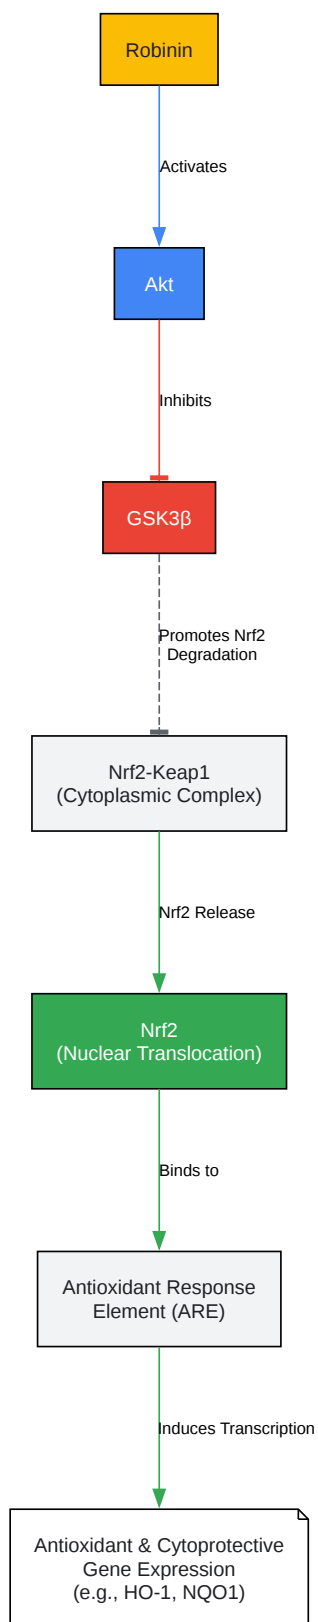 Robinin
Activates
Akt
Inhibits
GSK3β
Promotes Nrf2
Degradation
Nrf2-Keap1
(Cytoplasmic Complex)
Nrf2 Release
Nrf2
(Nuclear Translocation)
Binds to
Antioxidant Response
Element (ARE)
Induces Transcription
Antioxidant & Cytoprotective
Gene Expression
(e.g., HO-1, NQO1)